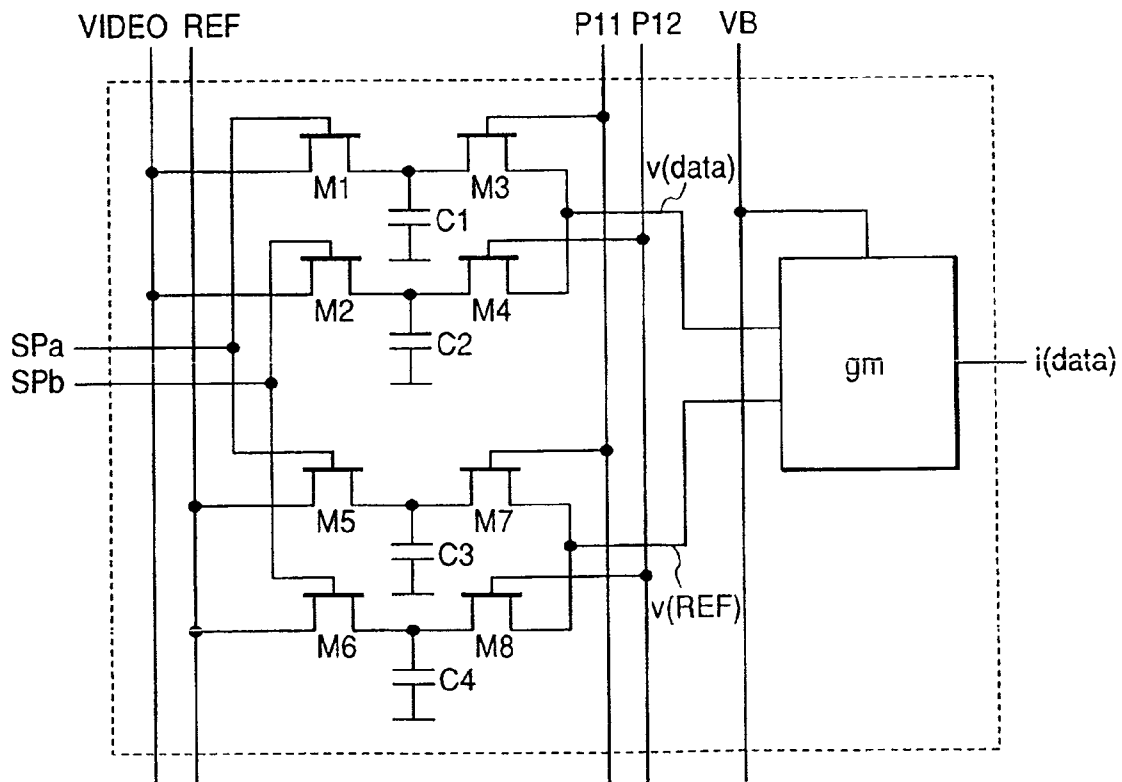 VIDEO REF P11 P12 VB
M1 M3 v(data)
C1
M2 M4
SPa C2
SPb gm i(data)
M5 M7
C3
v(REF)
M6 M8
C4